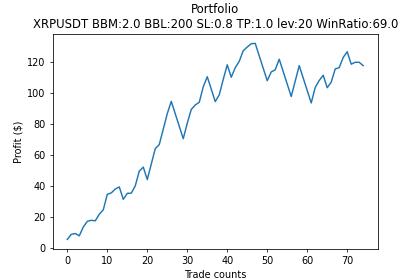 Portfolio
XRPUSDT BBM:2.0 BBL:200 SL:0.8 TP:1.0 lev:20 WinRatio:69.0
120
100
80
60
40
20
0
Profit ($)
0 10 20 30 40 50 60 70
Trade counts